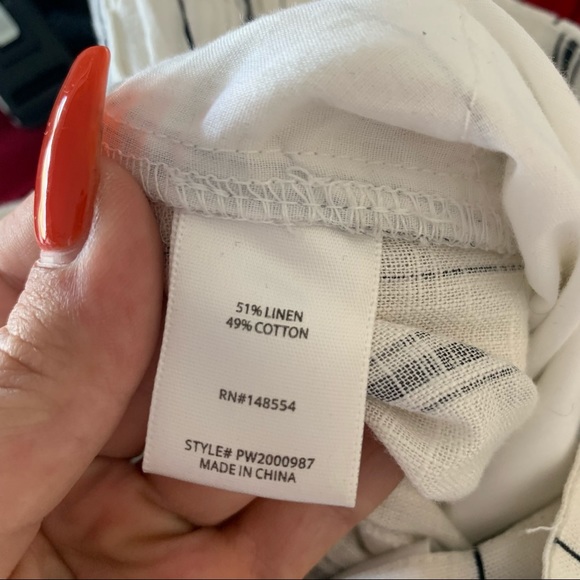 51% LINEN
49% COTTON
RN#148554
STYLE# PW2000987
MADE IN CHINA